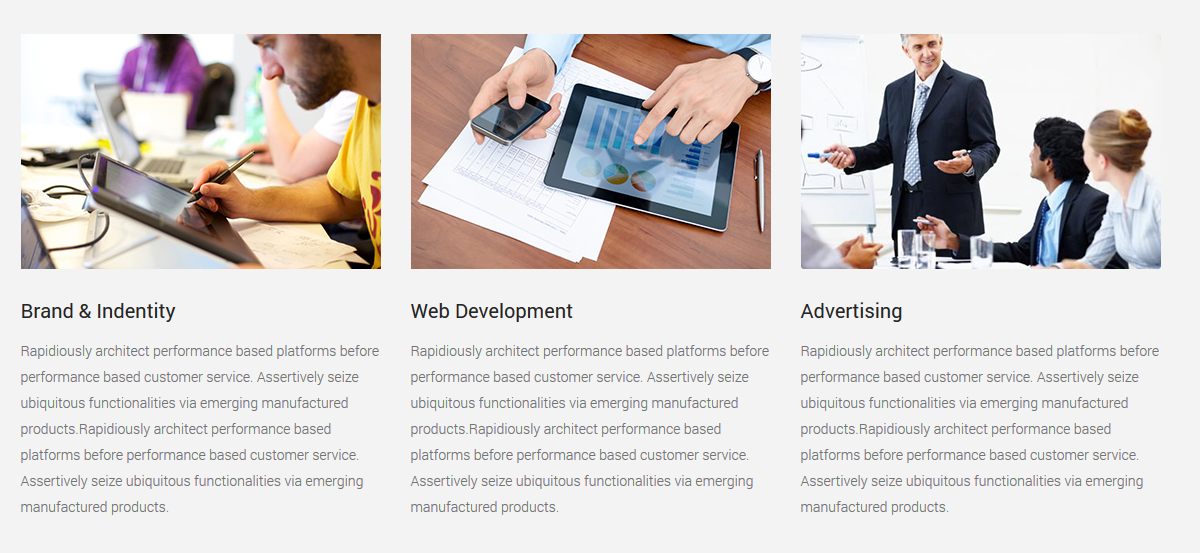 Brand & Indentity
Rapidiously architect performance based platforms before
performance based customer service. Assertively seize
ubiquitous functionalities via emerging manufactured
products.Rapidiously architect performance based
platforms before performance based customer service.
Assertively seize ubiquitous functionalities via emerging
manufactured products.
Web Development
Rapidiously architect performance based platforms before
performance based customer service. Assertively seize
ubiquitous functionalities via emerging manufactured
products.Rapidiously architect performance based
platforms before performance based customer service.
Assertively seize ubiquitous functionalities via emerging
manufactured products.
Advertising
Rapidiously architect performance based platforms before
performance based customer service. Assertively seize
ubiquitous functionalities via emerging manufactured
products.Rapidiously architect performance based
platforms before performance based customer service.
Assertively seize ubiquitous functionalities via emerging
manufactured products.